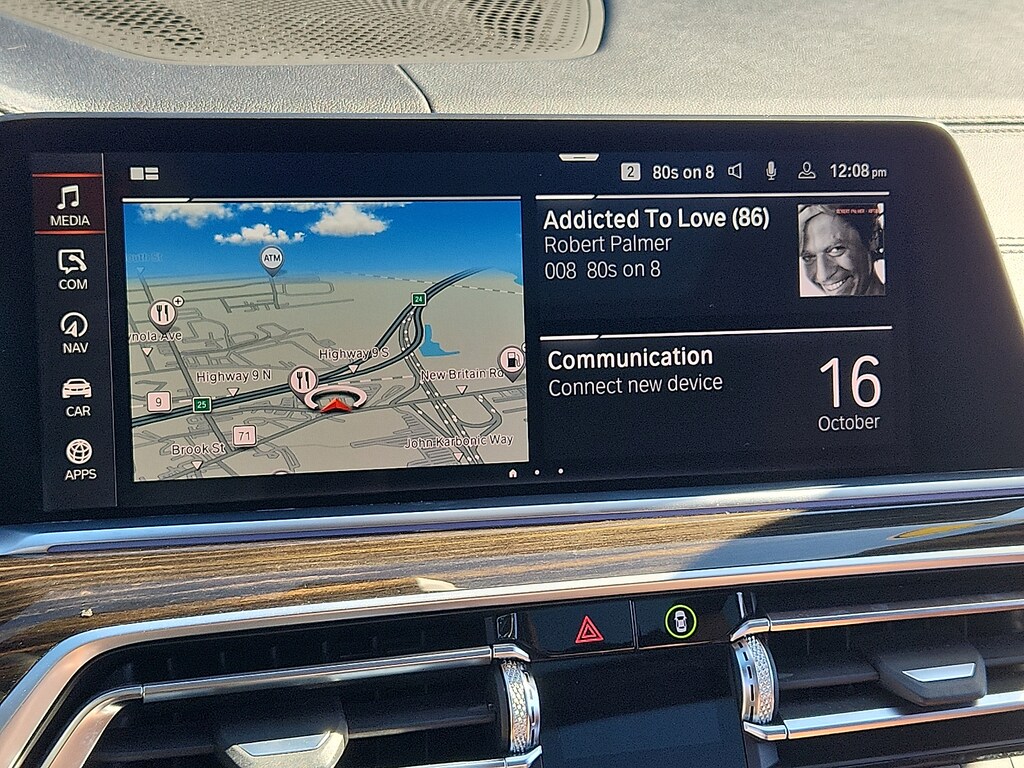 2 80s on 8 12:08 pm
MEDIA
COM
NAV
CAR
APPS
ATM
24
Highway 9 S
Highway 9 N
New Britain Rd
9
25
71
Brook St
John Karbonic Way
Addicted To Love (86)
Robert Palmer
008 80s on 8
Communication
Connect new device
16
October